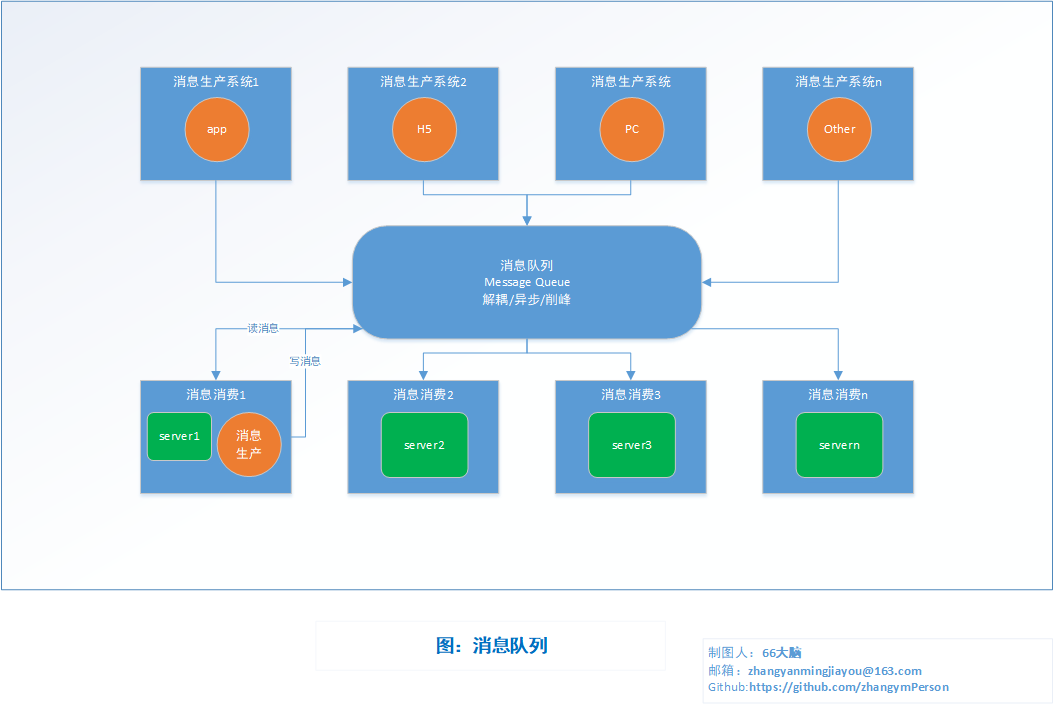 消息生产系统1
app
消息生产系统2
H5
消息生产系统
PC
消息生产系统n
Other
消息队列
Message Queue
解耦/异步/削峰
读消息
写消息
消息消费1
server1
消息
生产
消息消费2
server2
消息消费3
server3
消息消费n
servern
图：消息队列
制图人：66大脑
邮箱：zhangyanmingjiayou@163.com
Github:https://github.com/zhangymPerson